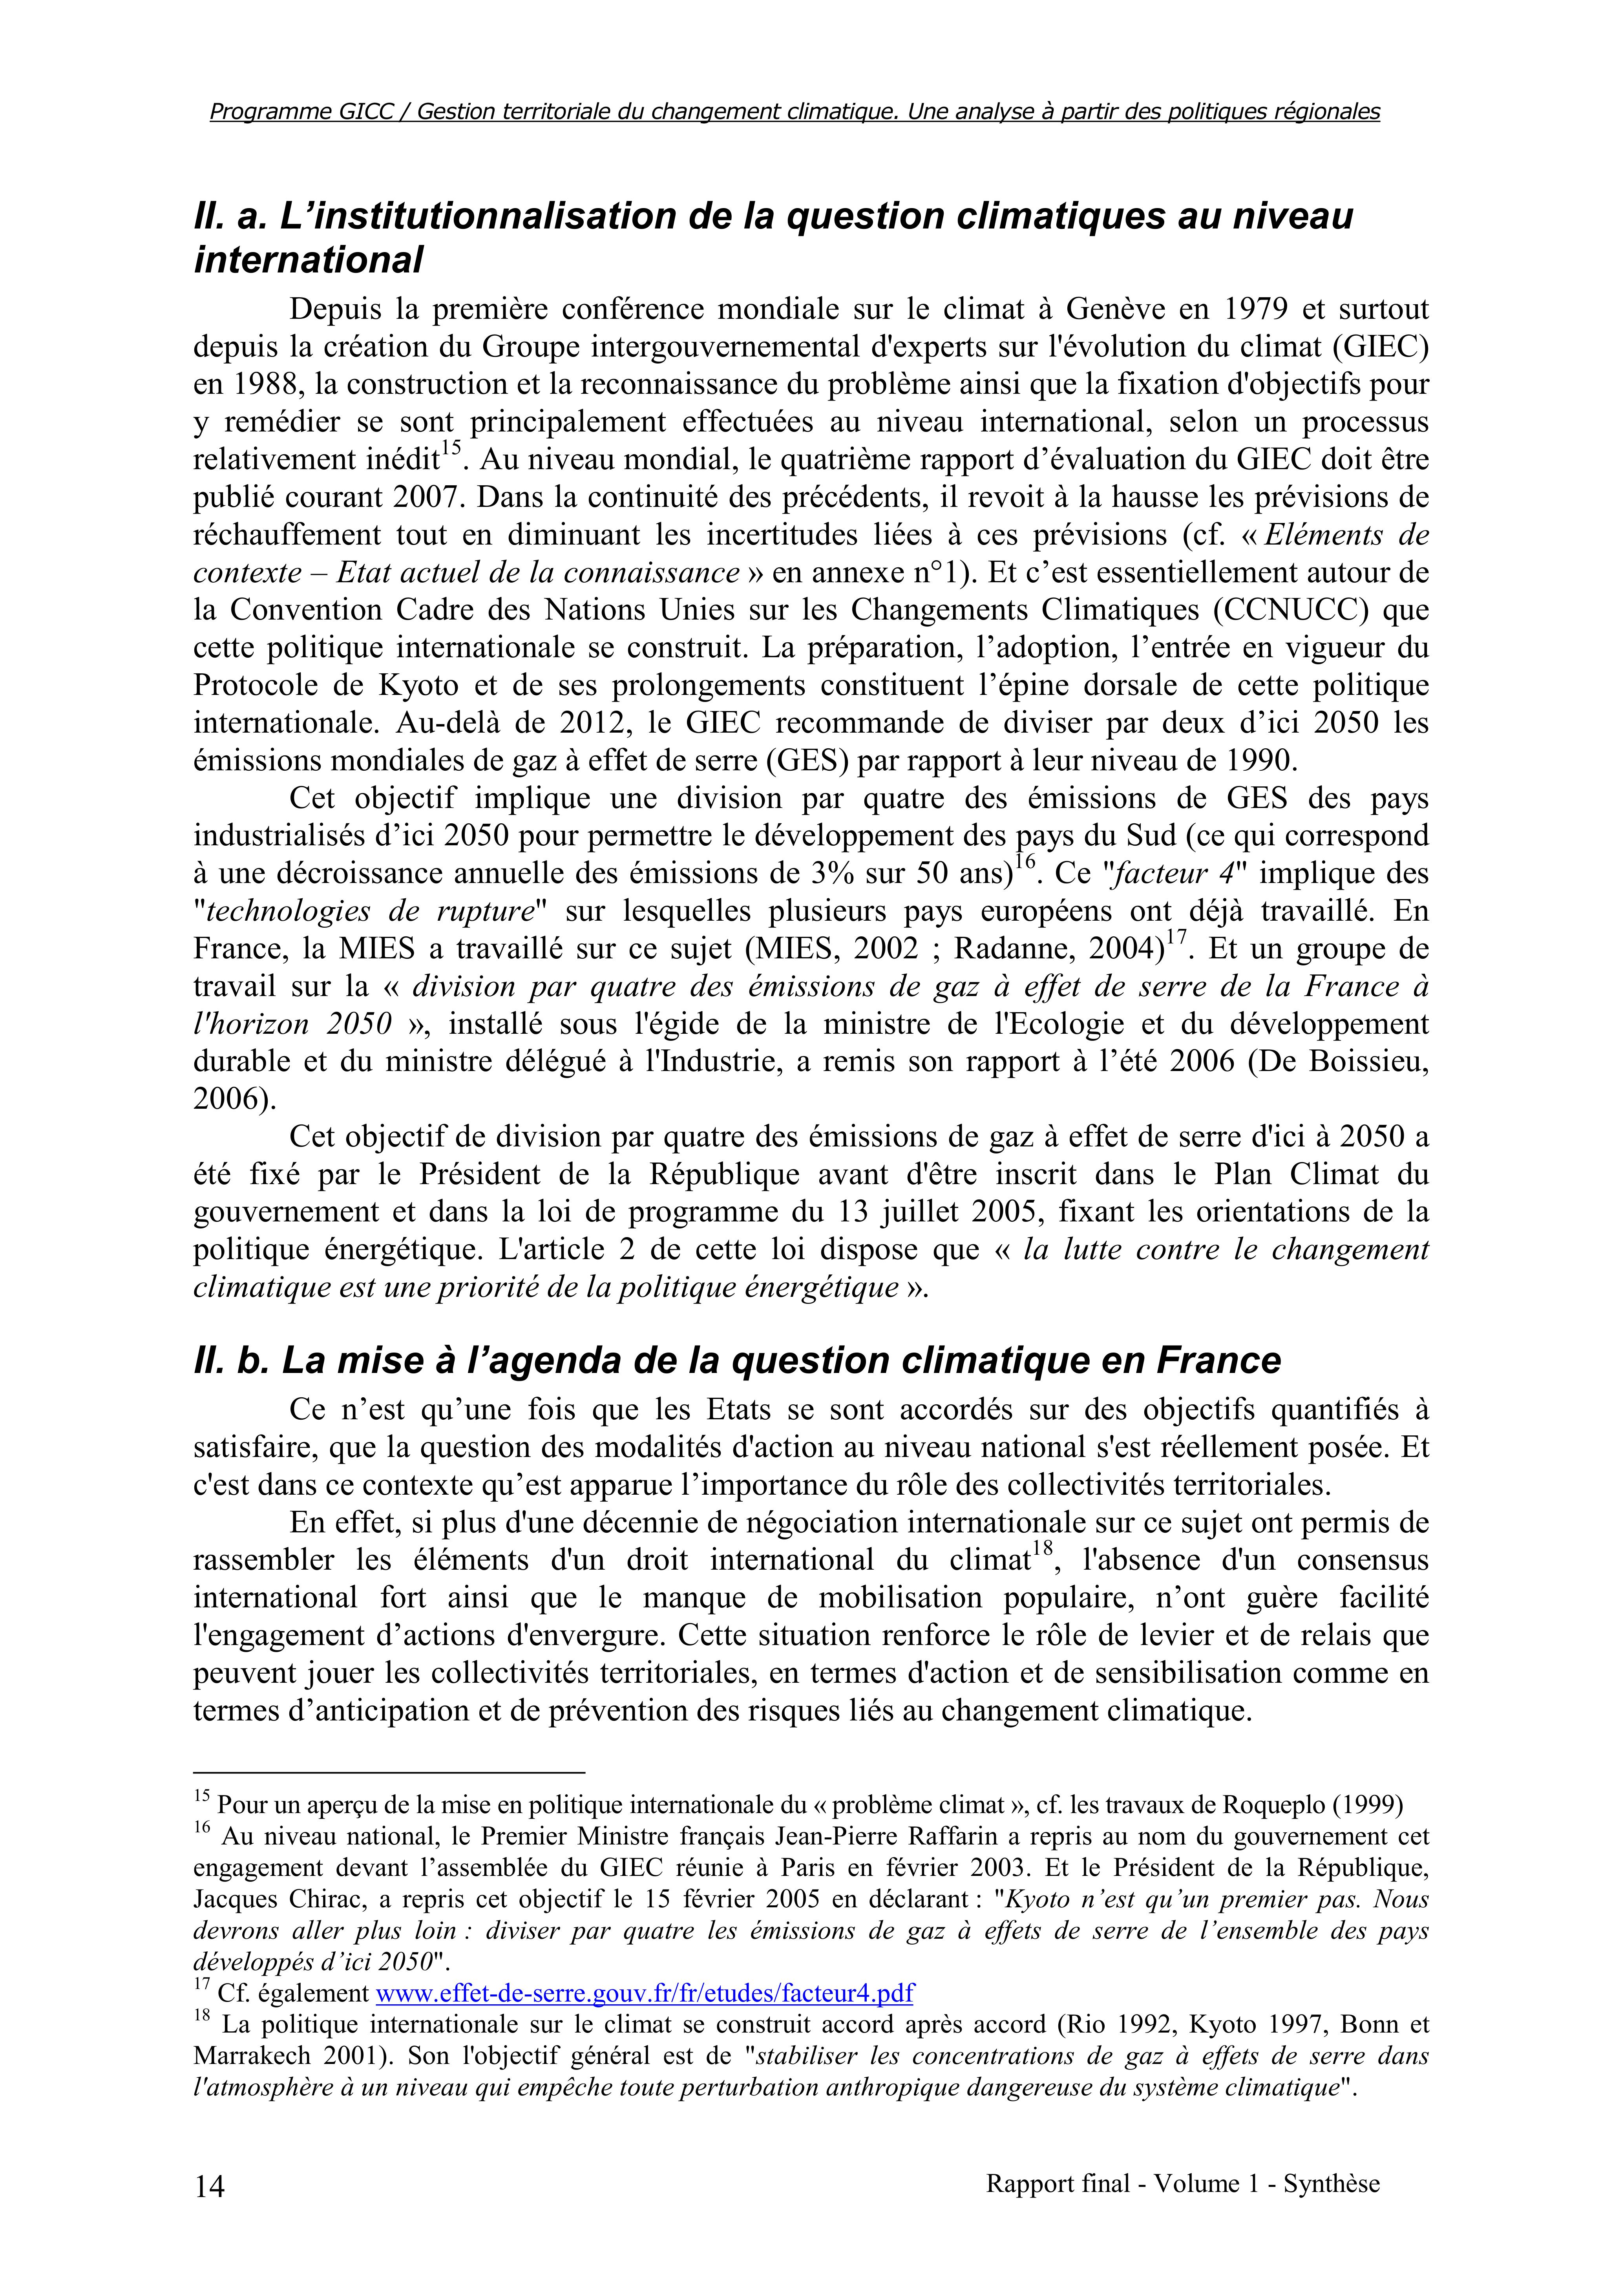 Programme GICC / Gestion territoriale du changement climatique. Une analyse à partir des politiques régionales
II. a. L’institutionnalisation de la question climatiques au niveau
international
Depuis la première conférence mondiale sur le climat à Genève en 1979 et surtout
depuis la création du Groupe intergouvernemental d'experts sur l'évolution du climat (GIEC)
en 1988, la construction et la reconnaissance du problème ainsi que la fixation d'objectifs pour
y remédier se sont principalement effectuées au niveau international, selon un processus
relativement inédit15. Au niveau mondial, le quatrième rapport d’évaluation du GIEC doit être
publié courant 2007. Dans la continuité des précédents, il revoit à la hausse les prévisions de
réchauffement tout en diminuant les incertitudes liées à ces prévisions (cf. « Eléments de
contexte – Etat actuel de la connaissance » en annexe n°1). Et c’est essentiellement autour de
la Convention Cadre des Nations Unies sur les Changements Climatiques (CCNUCC) que
cette politique internationale se construit. La préparation, l’adoption, l’entrée en vigueur du
Protocole de Kyoto et de ses prolongements constituent l’épine dorsale de cette politique
internationale. Au-delà de 2012, le GIEC recommande de diviser par deux d’ici 2050 les
émissions mondiales de gaz à effet de serre (GES) par rapport à leur niveau de 1990.
Cet objectif implique une division par quatre des émissions de GES des pays
industrialisés d’ici 2050 pour permettre le développement des pays du Sud (ce qui correspond
à une décroissance annuelle des émissions de 3% sur 50 ans)16. Ce "facteur 4" implique des
"technologies de rupture" sur lesquelles plusieurs pays européens ont déjà travaillé. En
France, la MIES a travaillé sur ce sujet (MIES, 2002 ; Radanne, 2004)17. Et un groupe de
travail sur la « division par quatre des émissions de gaz à effet de serre de la France à
l'horizon 2050 », installé sous l'égide de la ministre de l'Ecologie et du développement
durable et du ministre délégué à l'Industrie, a remis son rapport à l’été 2006 (De Boissieu,
2006).
Cet objectif de division par quatre des émissions de gaz à effet de serre d'ici à 2050 a
été fixé par le Président de la République avant d'être inscrit dans le Plan Climat du
gouvernement et dans la loi de programme du 13 juillet 2005, fixant les orientations de la
politique énergétique. L'article 2 de cette loi dispose que « la lutte contre le changement
climatique est une priorité de la politique énergétique ».
II. b. La mise à l’agenda de la question climatique en France
Ce n’est qu’une fois que les Etats se sont accordés sur des objectifs quantifiés à
satisfaire, que la question des modalités d'action au niveau national s'est réellement posée. Et
c'est dans ce contexte qu’est apparue l’importance du rôle des collectivités territoriales.
En effet, si plus d'une décennie de négociation internationale sur ce sujet ont permis de
rassembler les éléments d'un droit international du climat18, l'absence d'un consensus
international fort ainsi que le manque de mobilisation populaire, n’ont guère facilité
l'engagement d’actions d'envergure. Cette situation renforce le rôle de levier et de relais que
peuvent jouer les collectivités territoriales, en termes d'action et de sensibilisation comme en
termes d’anticipation et de prévention des risques liés au changement climatique.
15 Pour un aperçu de la mise en politique internationale du « problème climat », cf. les travaux de Roqueplo (1999)
16 Au niveau national, le Premier Ministre français Jean-Pierre Raffarin a repris au nom du gouvernement cet
engagement devant l’assemblée du GIEC réunie à Paris en février 2003. Et le Président de la République,
Jacques Chirac, a repris cet objectif le 15 février 2005 en déclarant : "Kyoto n’est qu’un premier pas. Nous
devrons aller plus loin : diviser par quatre les émissions de gaz à effets de serre de l’ensemble des pays
développés d’ici 2050".
17 Cf. également www.effet-de-serre.gouv.fr/fr/etudes/facteur4.pdf
18 La politique internationale sur le climat se construit accord après accord (Rio 1992, Kyoto 1997, Bonn et
Marrakech 2001). Son l'objectif général est de "stabiliser les concentrations de gaz à effets de serre dans
l'atmosphère à un niveau qui empêche toute perturbation anthropique dangereuse du système climatique".
14
Rapport final - Volume 1 - Synthèse